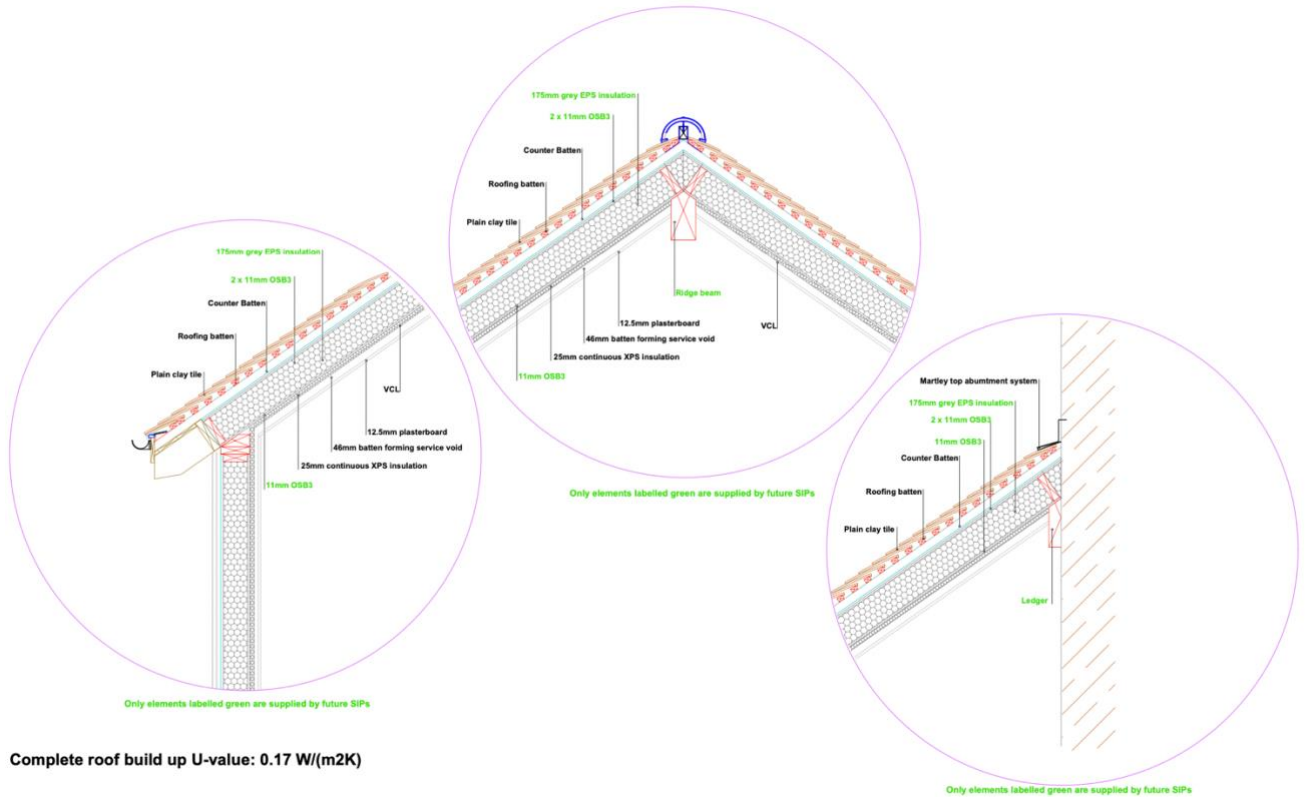 175mm grey EPS insulation
2 x 11mm OSB3
Counter Batten
Roofing batten
Plain clay tile
Ridge beam
12.5mm plasterboard
VCL
46mm batten forming service void
25mm continuous XPS insulation
11mm OSB3
Only elements labelled green are supplied by future SIPs
175mm grey EPS insulation
2 x 11mm OSB3
Counter Batten
Roofing batten
Plain clay tile
VCL
12.5mm plasterboard
46mm batten forming service void
25mm continuous XPS insulation
11mm OSB3
Only elements labelled green are supplied by future SIPs
Martley top abumtment system
175mm grey EPS insulation
2 x 11mm OSB3
11mm OSB3
Counter Batten
Roofing batten
Plain clay tile
Ledger
Only elements labelled green are supplied by future SIPs
Complete roof build up U-value: 0.17 W/(m2K)